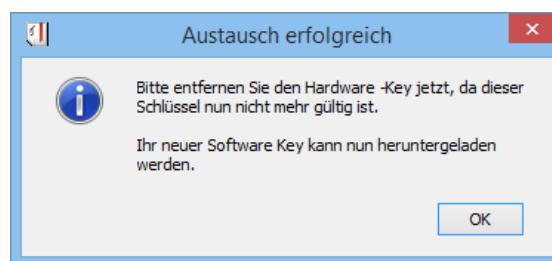 Austausch erfolgreich
Bitte entfernen Sie den Hardware -Key jetzt, da dieser
Schlüssel nun nicht mehr gültig ist.
Ihr neuer Software Key kann nun heruntergeladen
werden.
OK